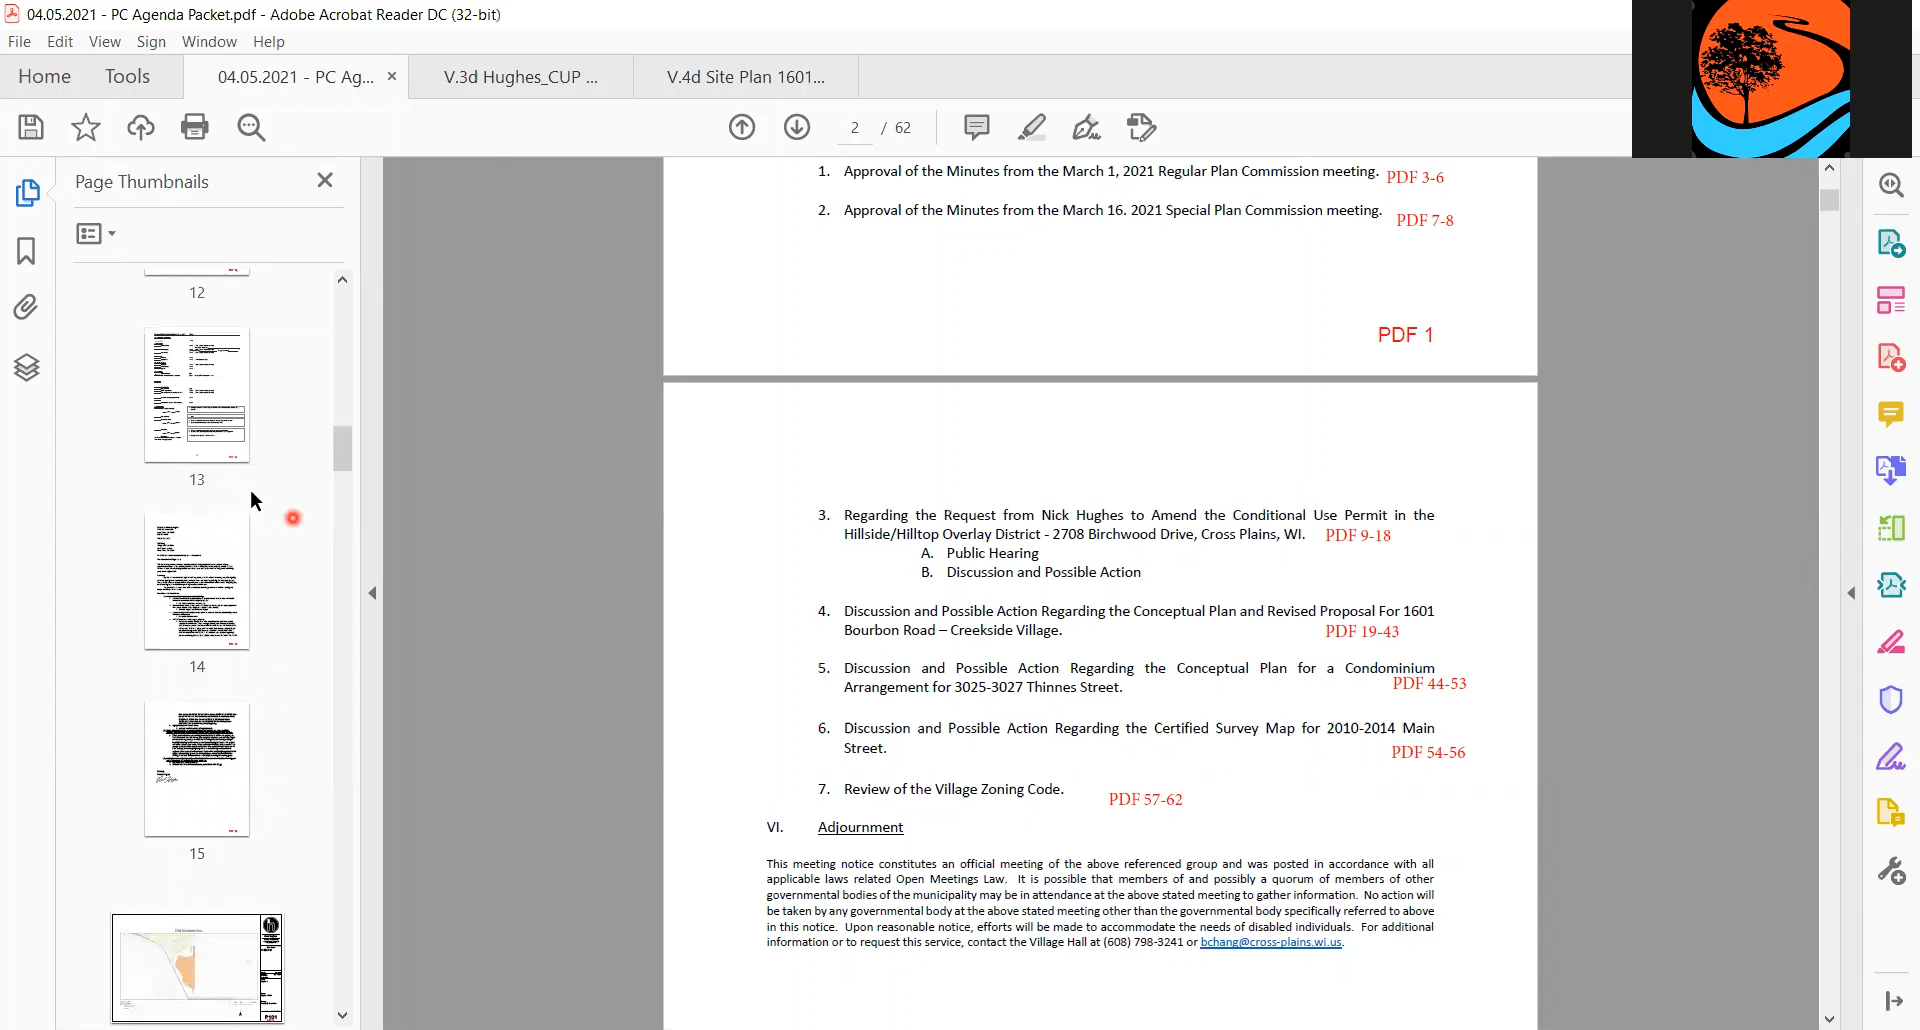 04.05.2021 - PC Agenda Packet.pdf - Adobe Acrobat Reader DC (32-bit)
File Edit View Sign Window Help
Home Tools 04.05.2021 - PC Ag... × V.3d Hughes_CUP ... V.4d Site Plan 1601...
2 / 62
Page Thumbnails
12
13
14
15
1. Approval of the Minutes from the March 1, 2021 Regular Plan Commission meeting. PDF 3-6
2. Approval of the Minutes from the March 16. 2021 Special Plan Commission meeting. PDF 7-8
PDF 1
3. Regarding the Request from Nick Hughes to Amend the Conditional Use Permit in the
Hillside/Hilltop Overlay District - 2708 Birchwood Drive, Cross Plains, WI. PDF 9-18
A. Public Hearing
B. Discussion and Possible Action
4. Discussion and Possible Action Regarding the Conceptual Plan and Revised Proposal For 1601
Bourbon Road – Creekside Village. PDF 19-43
5. Discussion and Possible Action Regarding the Conceptual Plan for a Condominium
Arrangement for 3025-3027 Thinnes Street. PDF 44-53
6. Discussion and Possible Action Regarding the Certified Survey Map for 2010-2014 Main
Street. PDF 54-56
7. Review of the Village Zoning Code. PDF 57-62
VI. Adjournment
This meeting notice constitutes an official meeting of the above referenced group and was posted in accordance with all
applicable laws related Open Meetings Law. It is possible that members of and possibly a quorum of members of other
governmental bodies of the municipality may be in attendance at the above stated meeting to gather information. No action will
be taken by any governmental body at the above stated meeting other than the governmental body specifically referred to above
in this notice. Upon reasonable notice, efforts will be made to accommodate the needs of disabled individuals. For additional
information or to request this service, contact the Village Hall at (608) 798-3241 or bchang@cross-plains.wi.us.